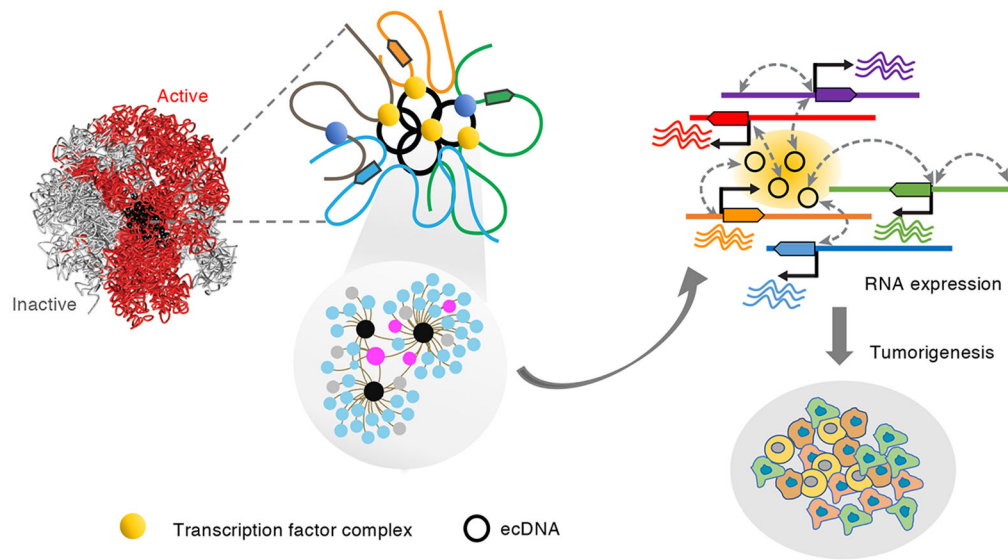 Active
Inactive
RNA expression
Tumorigenesis
Transcription factor complex
ecDNA